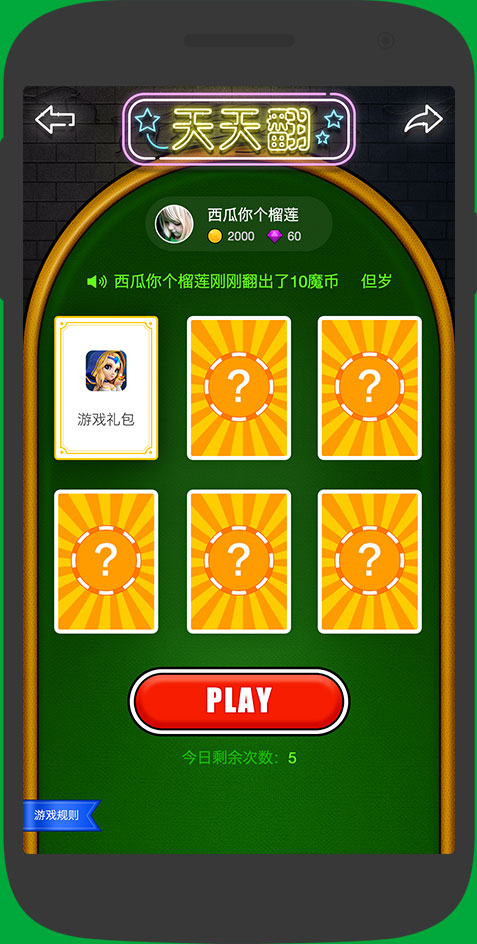 天天翻
西瓜你个榴莲
2000 60
西瓜你个榴莲刚刚翻出了10魔币 但岁
游戏礼包
?
?
?
?
?
PLAY
今日剩余次数：5
游戏规则